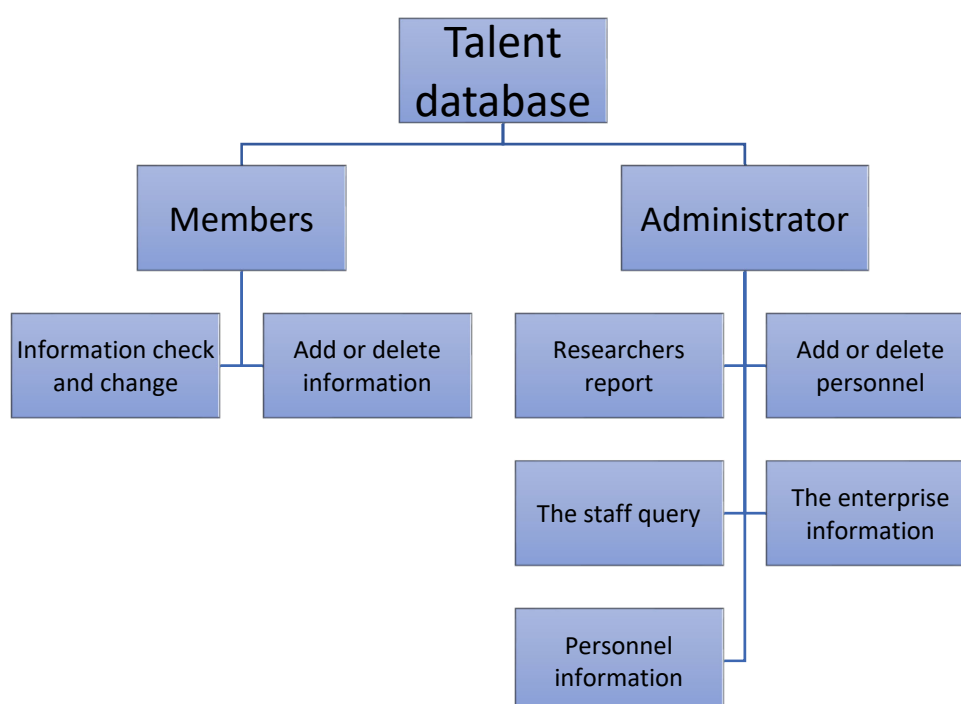 Talent
database
Members
Administrator
Information check
and change
Add or delete
information
Researchers
report
Add or delete
personnel
The staff query
The enterprise
information
Personnel
information